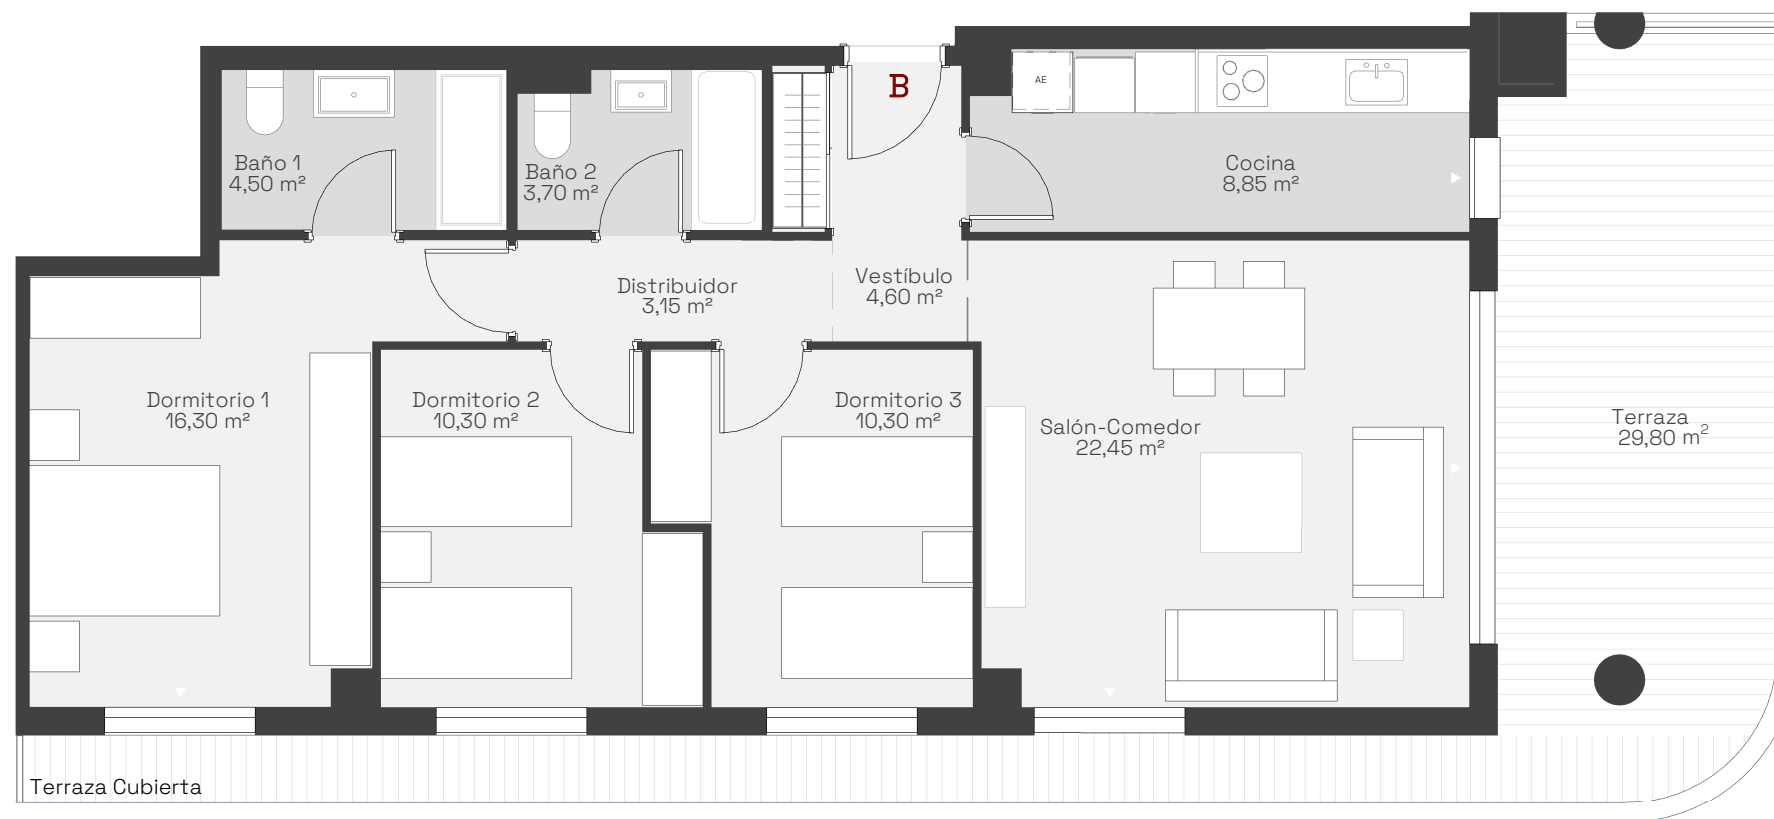 B
AE
Baño 1
4,50 m²
Baño 2
3,70 m²
Cocina
8,85 m²
Distribuidor
3,15 m²
Vestíbulo
4,60 m²
Dormitorio 1
16,30 m²
Dormitorio 2
10,30 m²
Dormitorio 3
10,30 m²
Salón-Comedor
22,45 m²
Terraza
29,80 m²
Terraza Cubierta